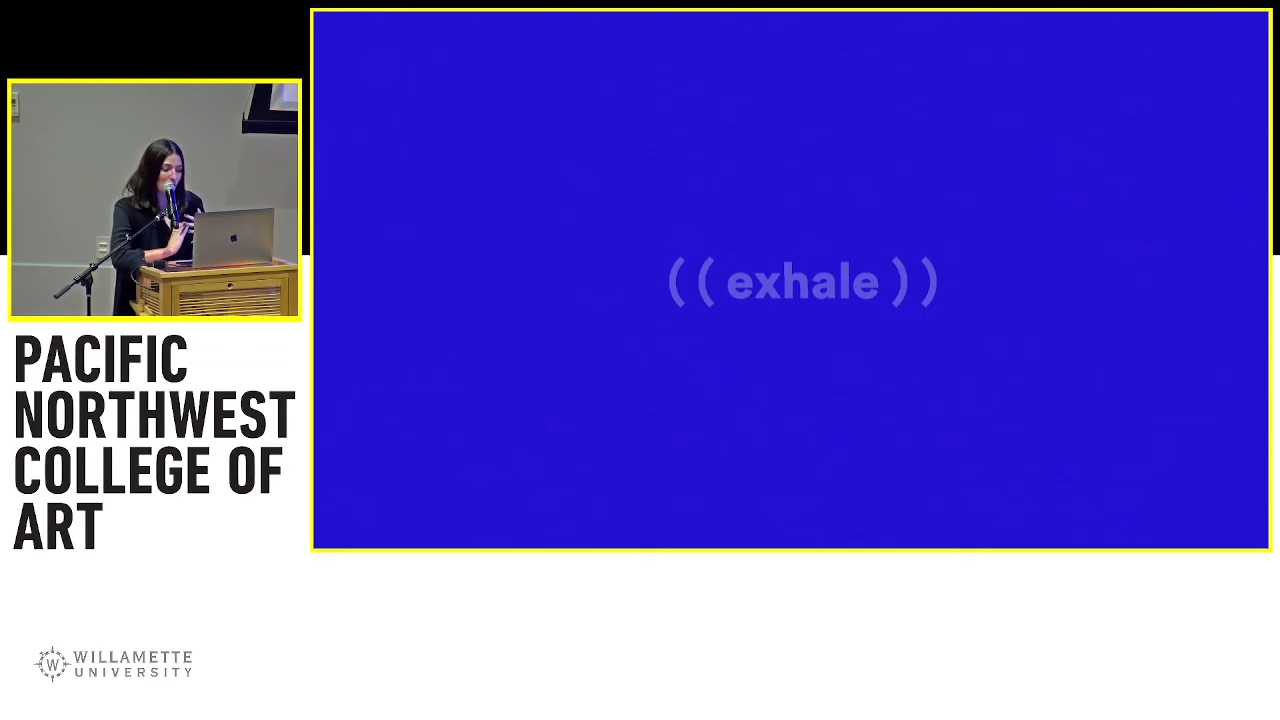 ((exhale))
PACIFIC
NORTHWEST
COLLEGE OF
ART
W
WILLAMETTE
UNIVERSITY